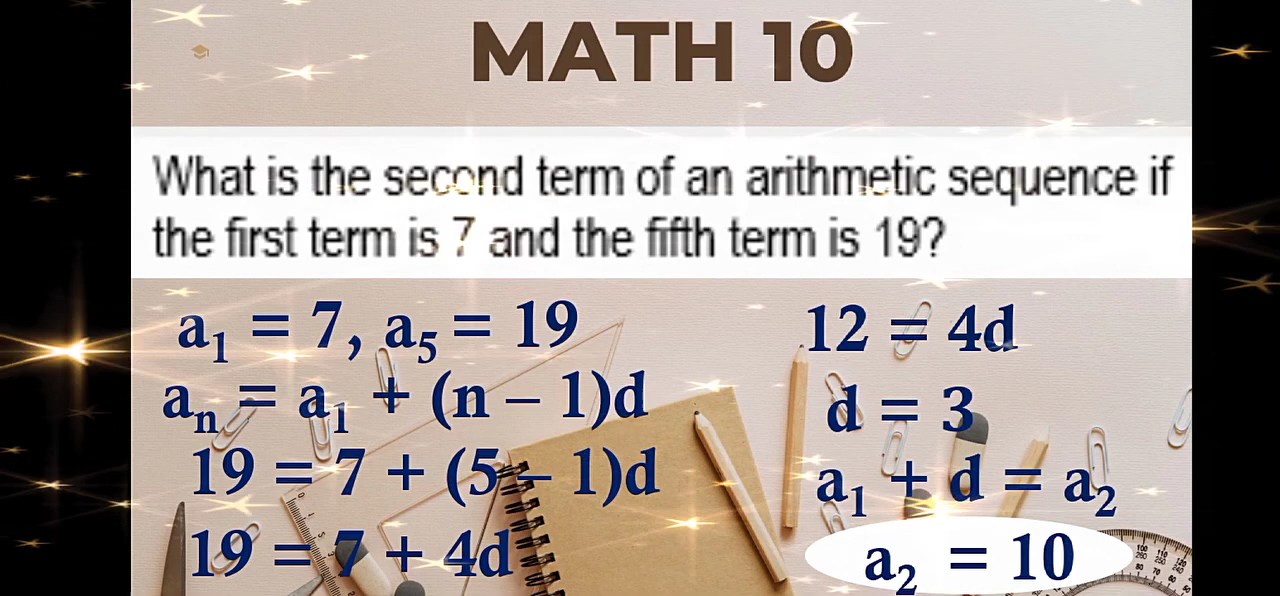 MATH 10
What is the second term of an arithmetic sequence if
the first term is 7 and the fifth term is 19?
a₁ = 7, a₅ = 19
aₙ = a₁ + (n – 1)d
19 = 7 + (5 – 1)d
19 = 7 + 4d
12 = 4d
d = 3
a₁ + d = a₂
a₂ = 10